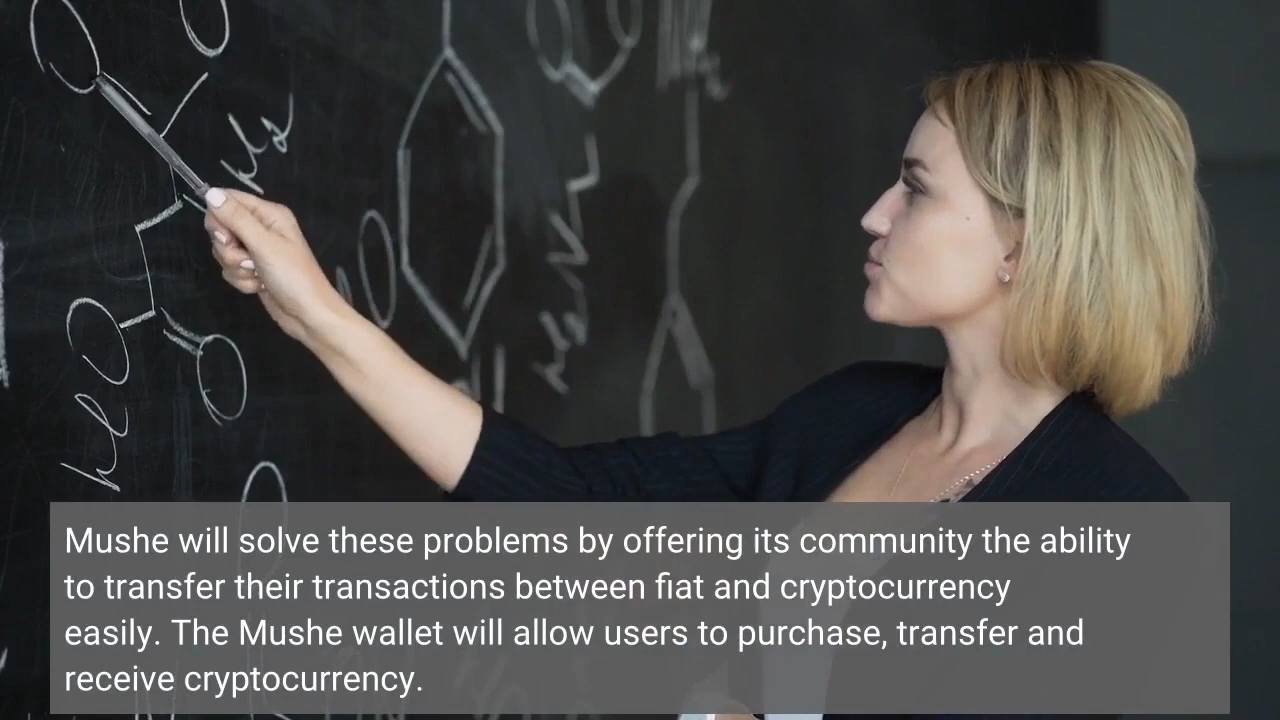 Mushe will solve these problems by offering its community the ability
to transfer their transactions between fiat and cryptocurrency
easily. The Mushe wallet will allow users to purchase, transfer and
receive cryptocurrency.